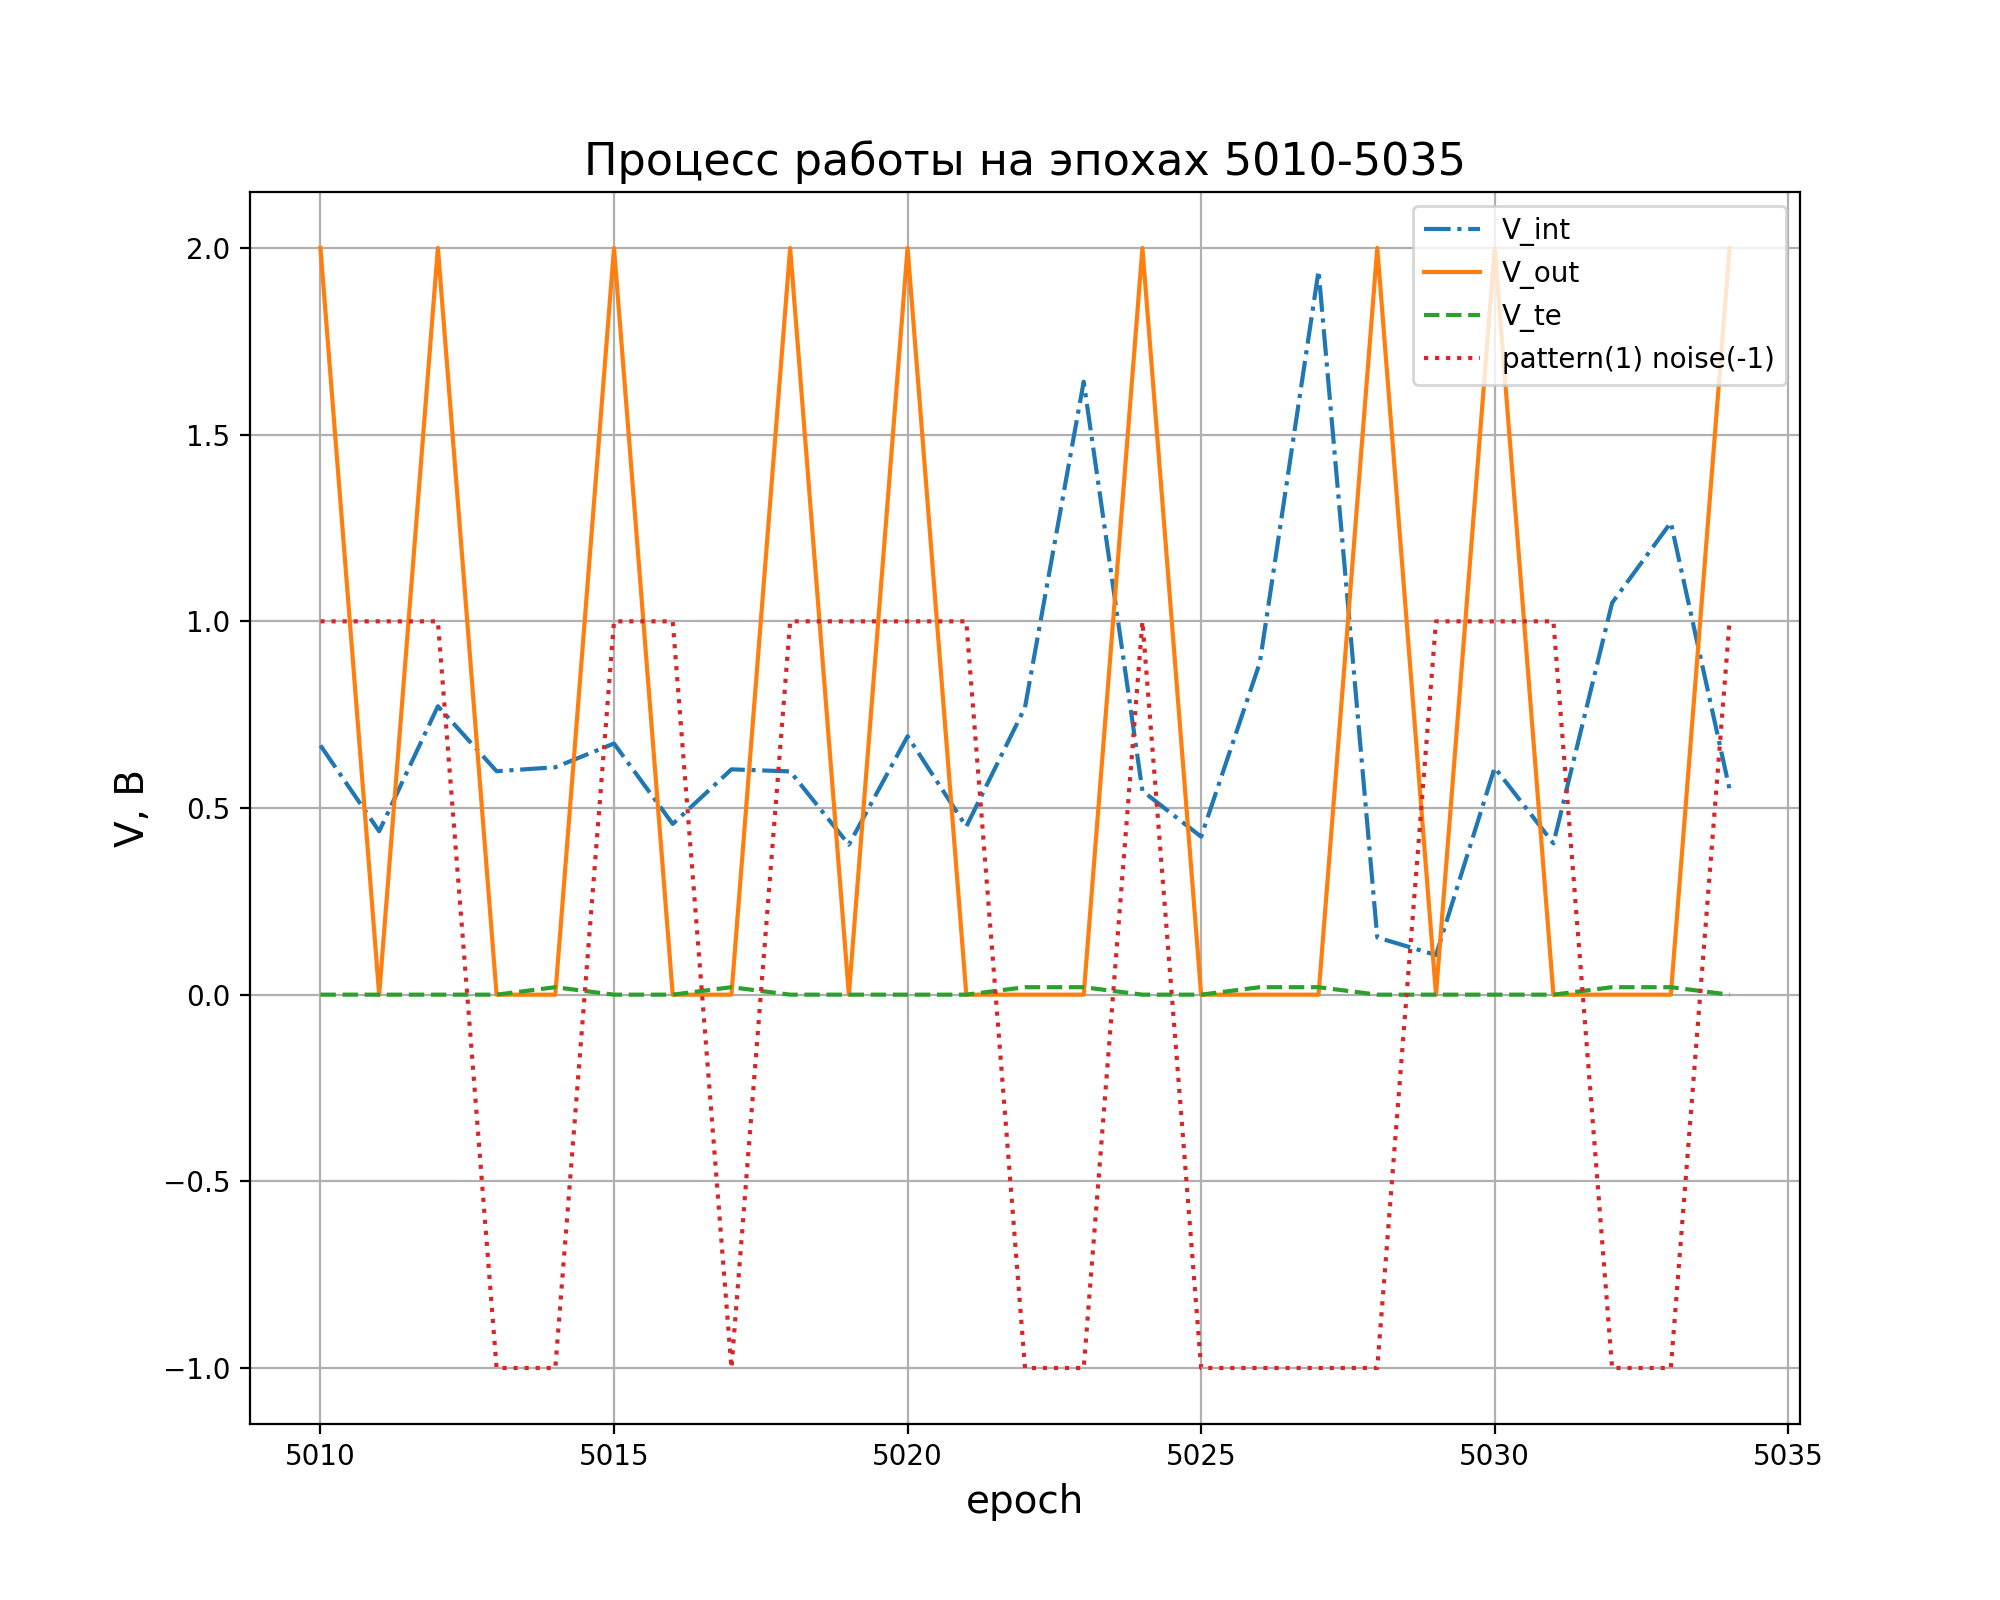 Процесс работы на эпохах 5010-5035
V_int
V_out
V_te
pattern(1) noise(-1)
2.0
1.5
1.0
0.5
0.0
−0.5
−1.0
V, В
5010 5015 5020 5025 5030 5035
epoch